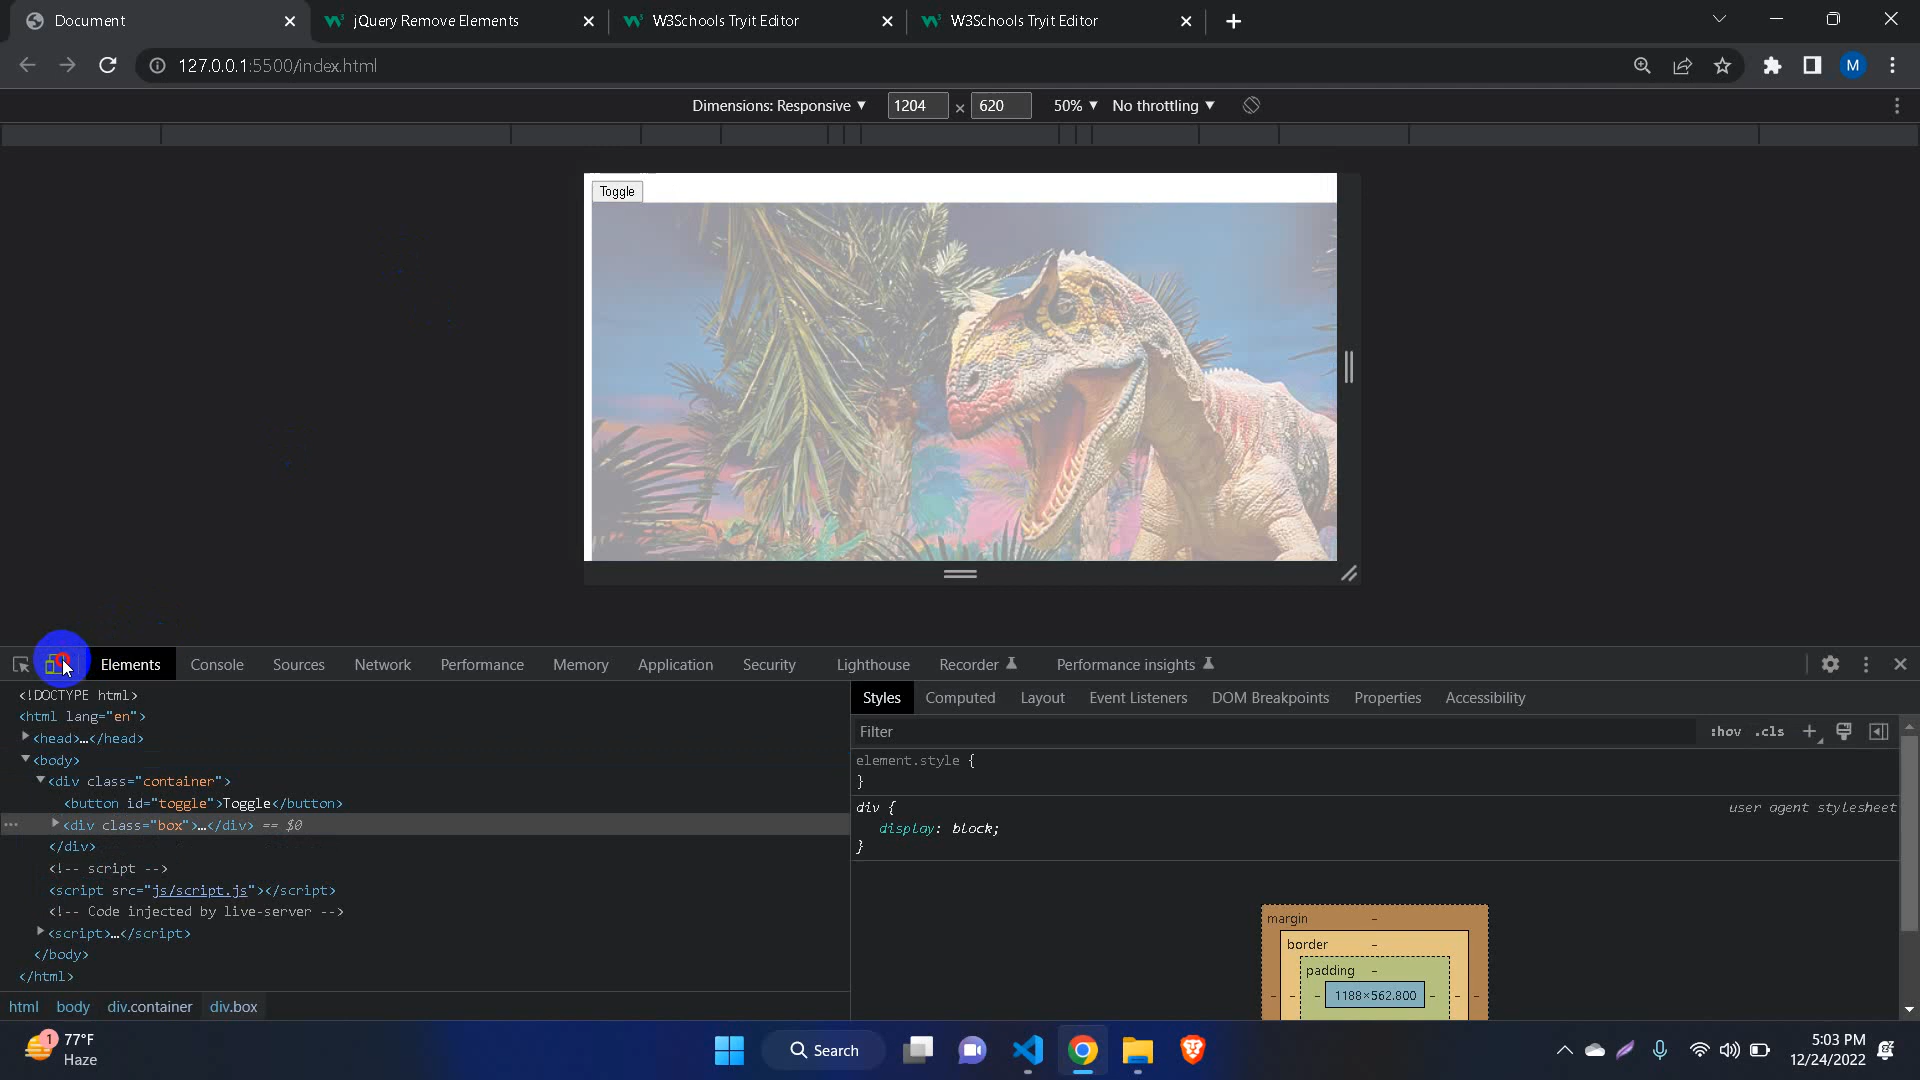 Document
jQuery Remove Elements
W3Schools Tryit Editor
W3Schools Tryit Editor
127.0.0.1:5500/index.html
M
Dimensions: Responsive ▼ 1204 × 620 50% ▼ No throttling ▼
Toggle
Elements Console Sources Network Performance Memory Application Security Lighthouse Recorder Performance insights
<!DOCTYPE html>
<html lang="en">
<head>…</head>
<body>
<div class="container">
<button id="toggle">Toggle</button>
<div class="box">…</div> == $0
</div>
<!-- script -->
<script src="js/script.js"></script>
<!-- Code injected by live-server -->
<script>…</script>
</body>
</html>
html body div.container div.box
Styles Computed Layout Event Listeners DOM Breakpoints Properties Accessibility
Filter :hov .cls
element.style {
}
div { user agent stylesheet
display: block;
}
margin –
border –
padding –
– – – 1188×562.800 – – –
1
77°F
Haze
Search
5:03 PM
12/24/2022